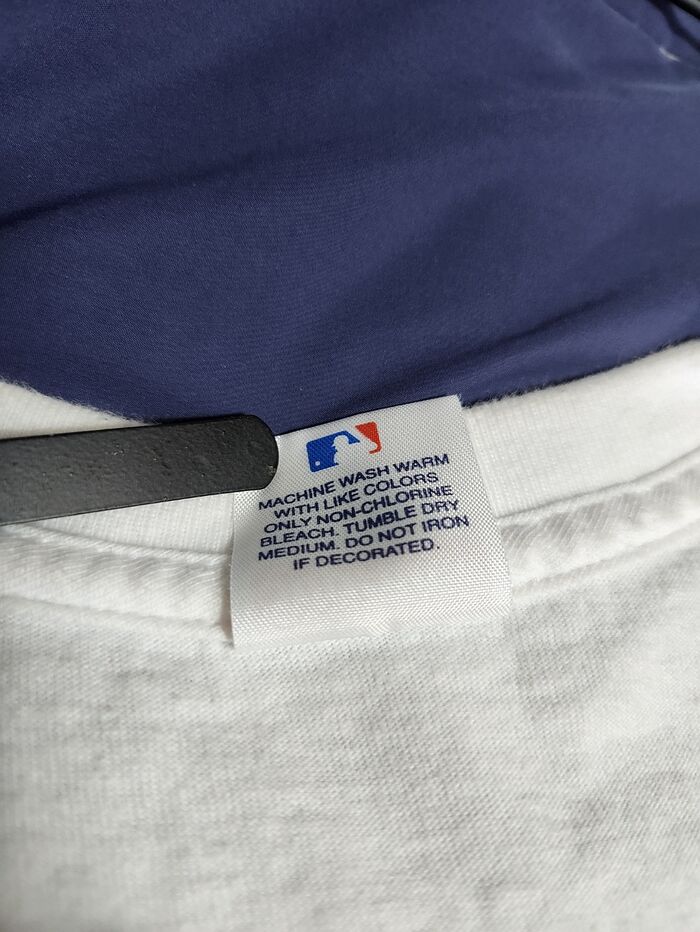 MACHINE WASH WARM
WITH LIKE COLORS
ONLY NON-CHLORINE
BLEACH. TUMBLE DRY
MEDIUM. DO NOT IRON
IF DECORATED.